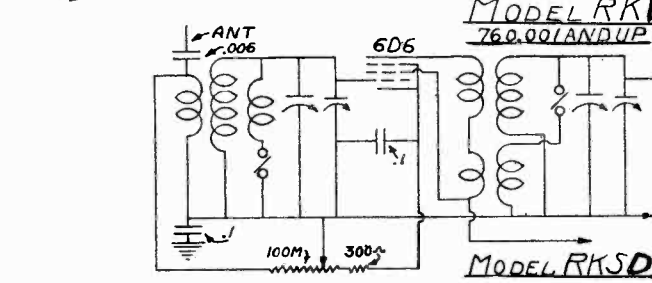 MODEL RK
760,001 AND UP
ANT
.006
6D6
.1
.1
100M
300
MODEL RKSD